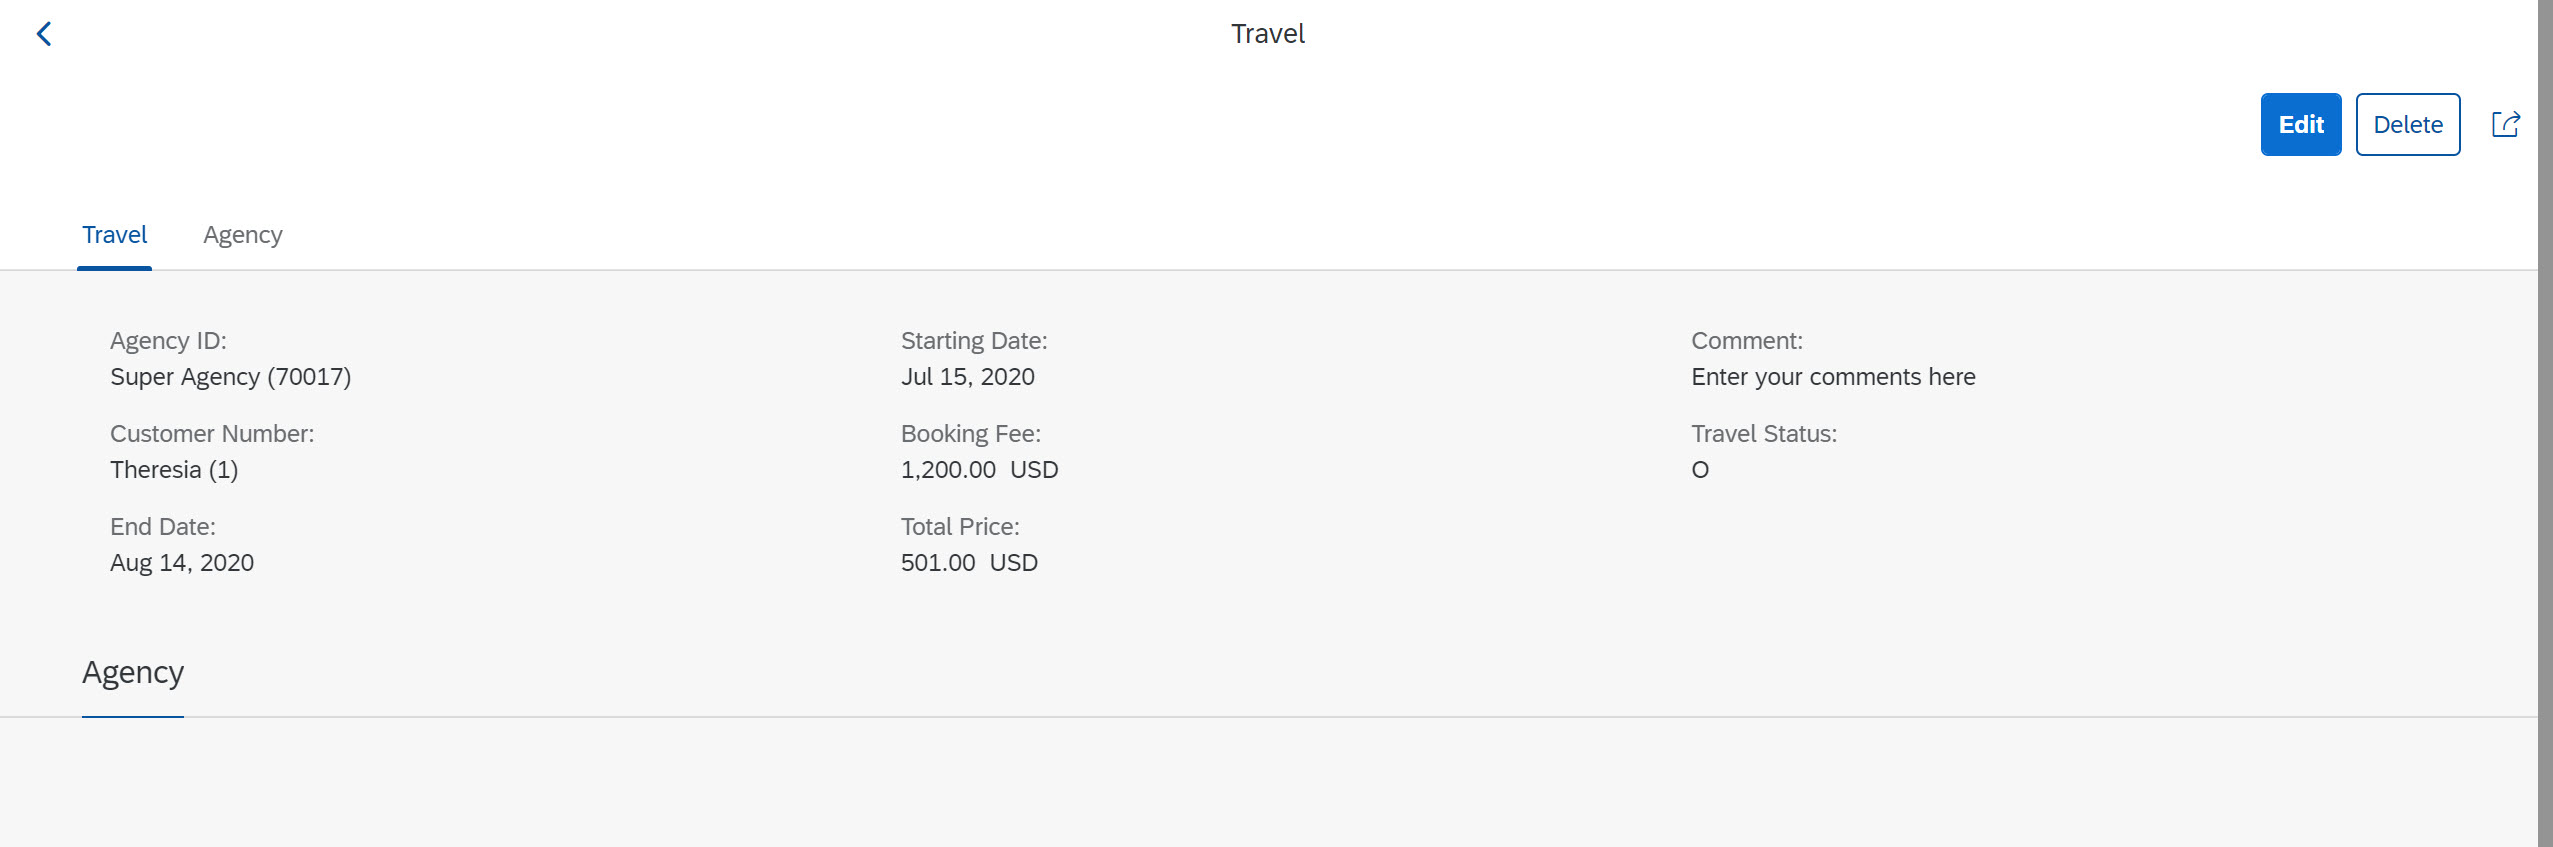 Travel
Edit Delete
Travel Agency
Agency ID:
Super Agency (70017)
Customer Number:
Theresia (1)
End Date:
Aug 14, 2020
Starting Date:
Jul 15, 2020
Booking Fee:
1,200.00 USD
Total Price:
501.00 USD
Comment:
Enter your comments here
Travel Status:
O
Agency